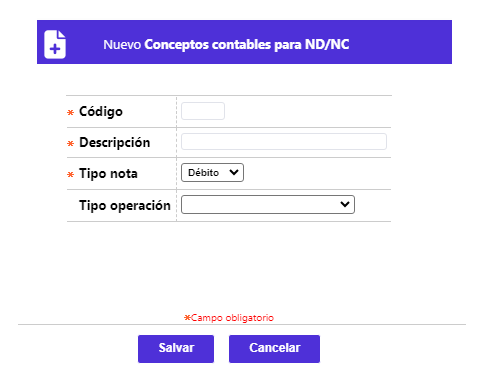 Nuevo Conceptos contables para ND/NC
* Código
* Descripción
* Tipo nota Débito
Tipo operación
*Campo obligatorio
Salvar Cancelar